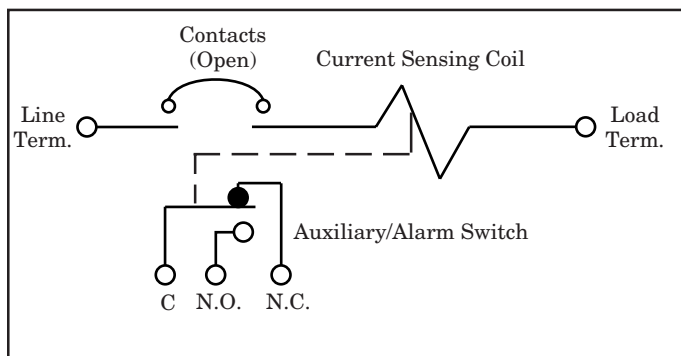 Contacts
(Open)
Current Sensing Coil
Line
Term.
Load
Term.
Auxiliary/Alarm Switch
C
N.O.
N.C.